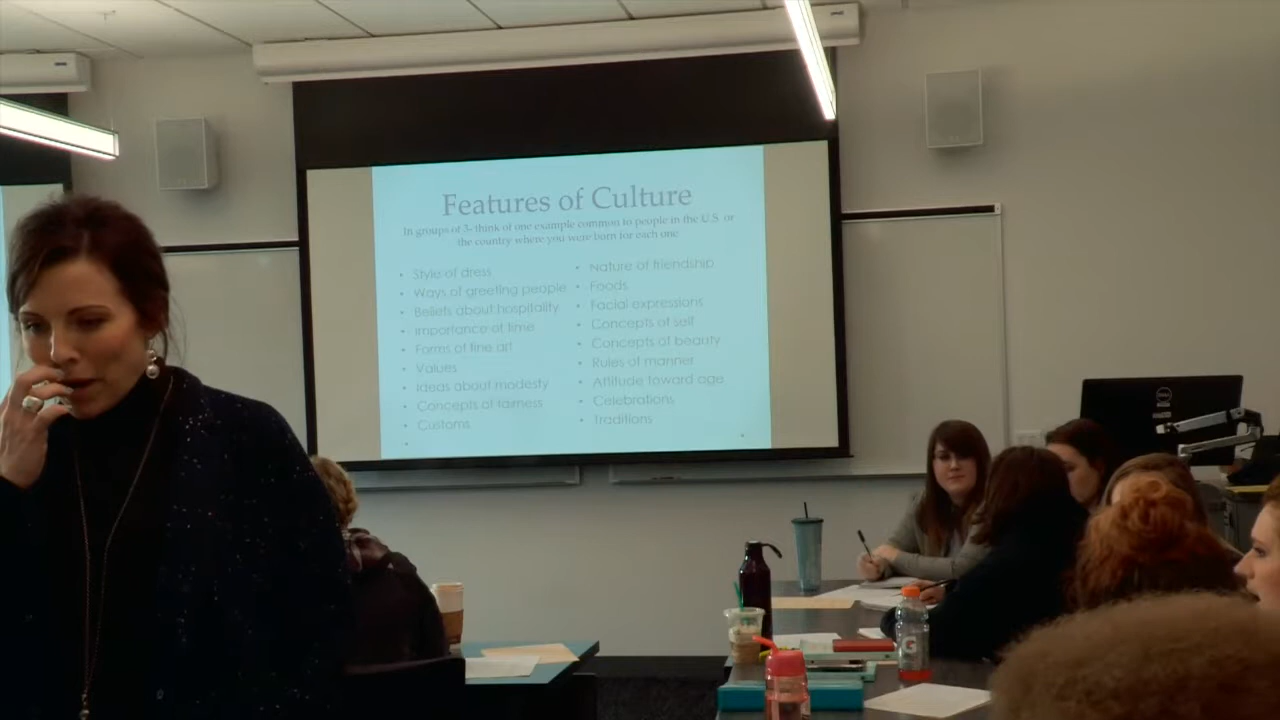 Features of Culture
In groups of 3- think of one example common to people in the U.S. or
the country where you were born for each one
• Style of dress
• Ways of greeting people
• Beliefs about hospitality
• Importance of time
• Forms of fine art
• Values
• Ideas about modesty
• Concepts of fairness
• Customs
• Nature of friendship
• Foods
• Facial expressions
• Concepts of self
• Concepts of beauty
• Rules of manner
• Attitude toward age
• Celebrations
• Traditions
DELL
G